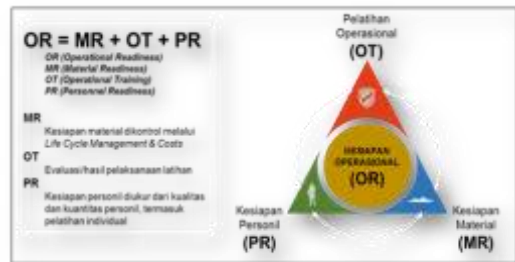 OR = MR + OT + PR
OR (Operational Readiness)
MR (Material Readiness)
OT (Operational Training)
PR (Personnel Readiness)
MR
Kesiapan material dikontrol melalui
Life Cycle Management & Costs
OT
Evaluasi/hasil pelaksanaan latihan
PR
Kesiapan personil diukur dari kualitas
dan kuantitas personil, termasuk
pelatihan individual
Pelatihan
Operasional
(OT)
KESIAPAN
OPERASIONAL
(OR)
Kesiapan
Personil
(PR)
Kesiapan
Material
(MR)